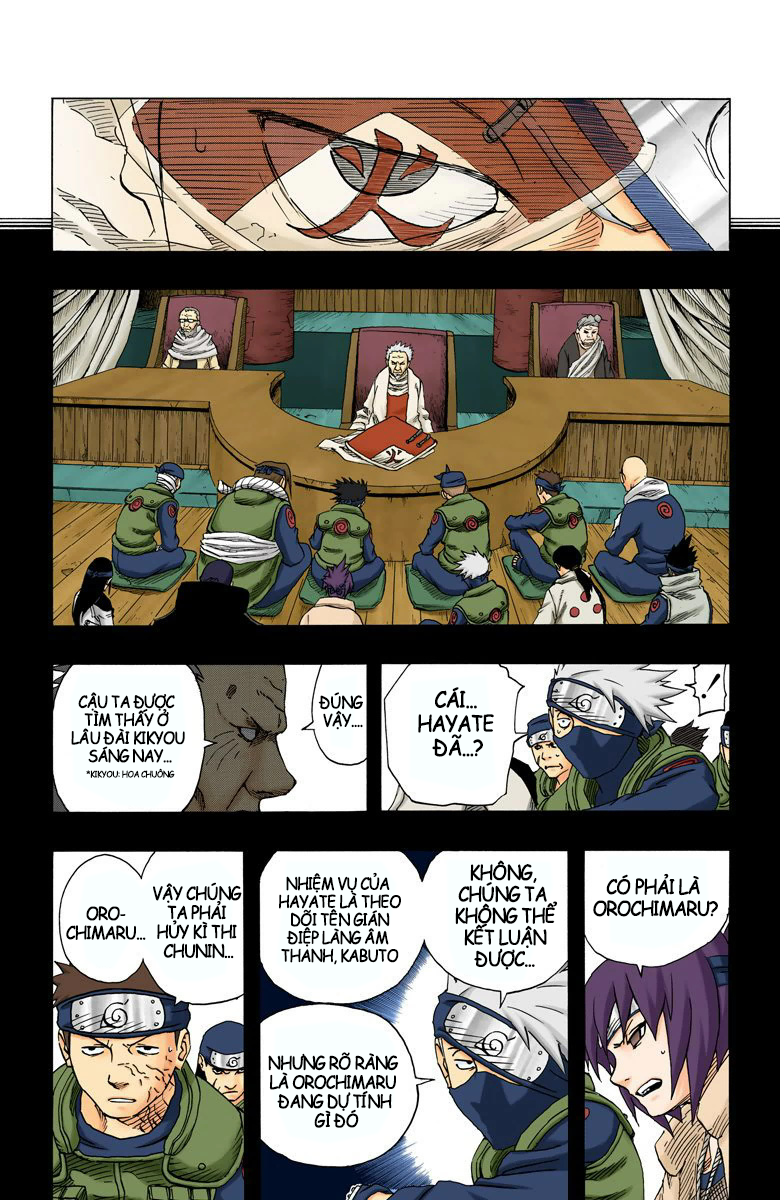 火
火
!
CÁI...
HAYATE
ĐÃ...?
ĐÚNG
VẬY....
CẬU TA ĐƯỢC
TÌM THẤY Ở
LÂU ĐÀI KIKYOU
SÁNG NAY...
*KIKYOU: HOA CHUÔNG
CÓ PHẢI LÀ
OROCHIMARU?
KHÔNG,
CHÚNG TA
KHÔNG THỂ
KẾT LUẬN
ĐƯỢC...
NHIỆM VỤ CỦA
HAYATE LÀ THEO
DÕI TÊN GIÁN
ĐIỆP LÀNG ÂM
THANH, KABUTO
NHƯNG RÕ RÀNG
LÀ OROCHIMARU
ĐANG DỰ TÍNH
GÌ ĐÓ
VẬY CHÚNG
TA PHẢI
HỦY KÌ THI
CHUNIN...
ORO-
CHIMARU...